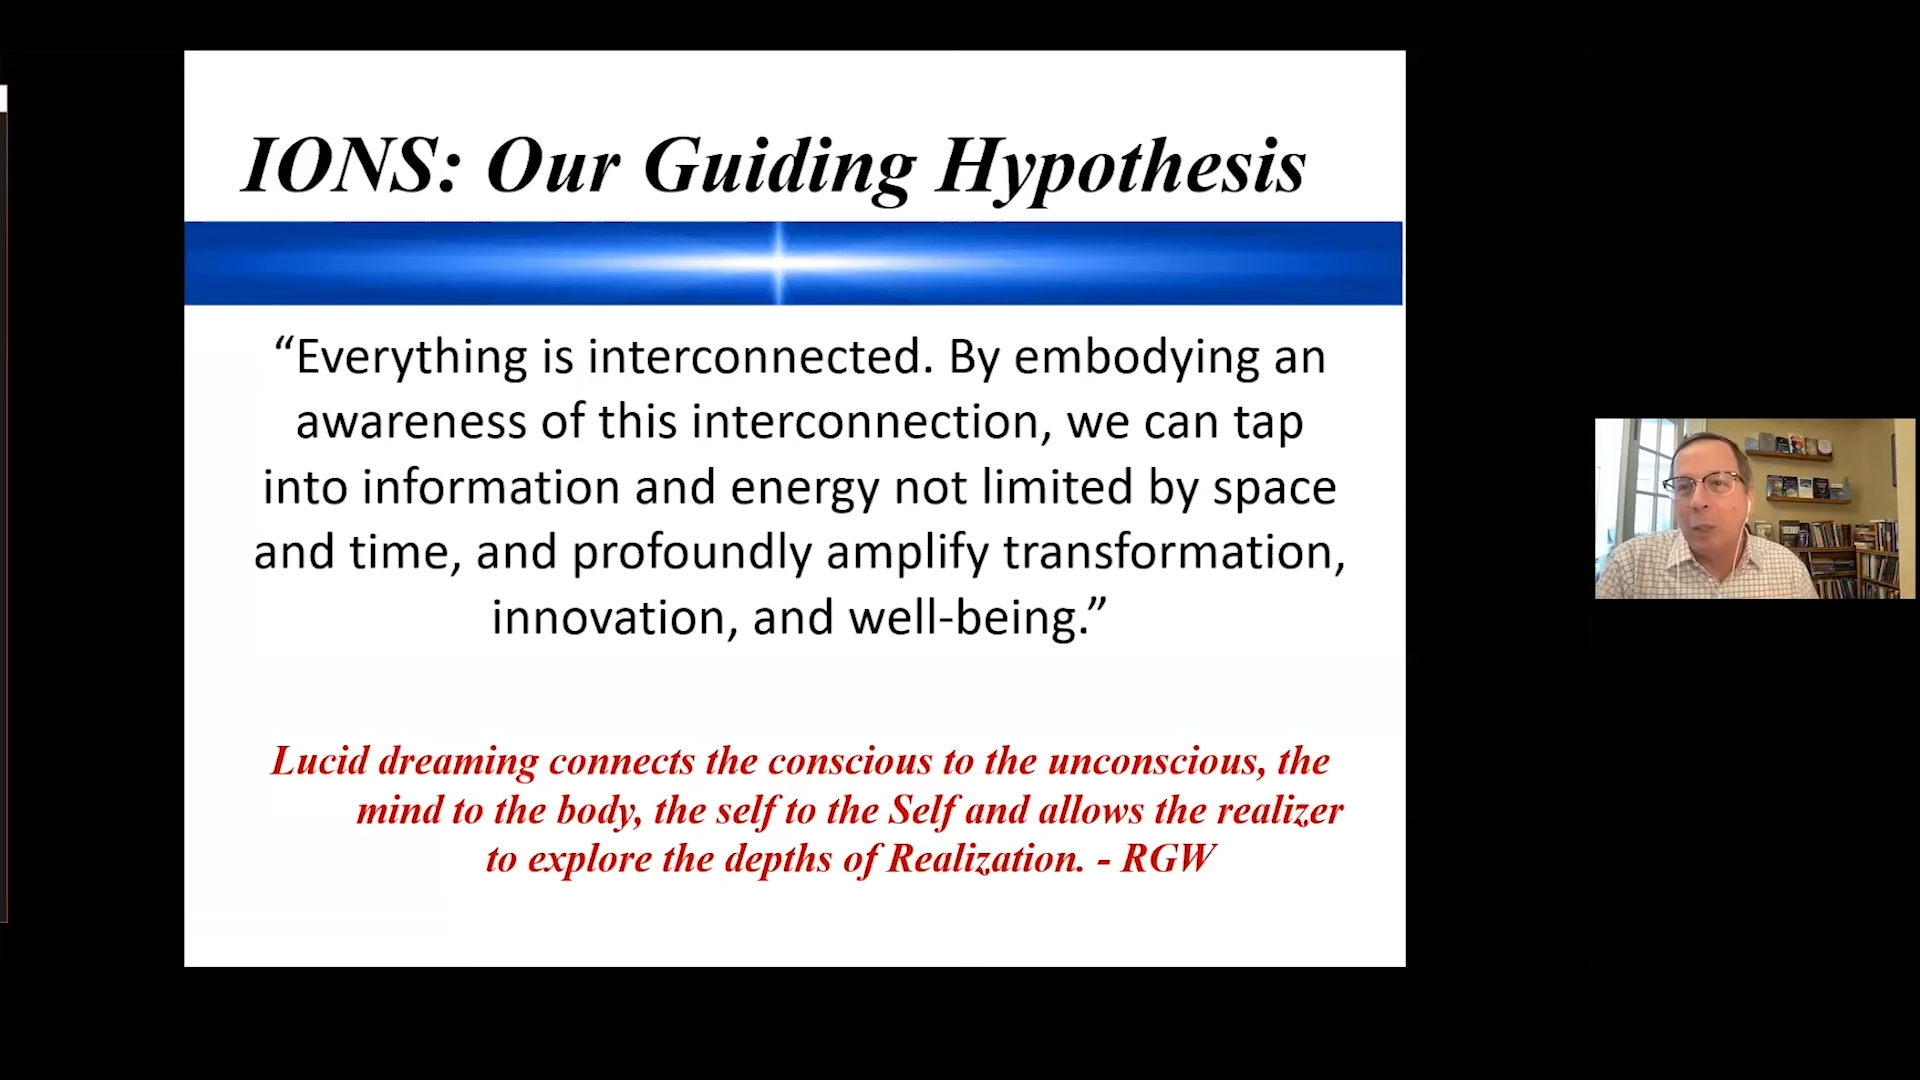 IONS: Our Guiding Hypothesis
“Everything is interconnected. By embodying an
awareness of this interconnection, we can tap
into information and energy not limited by space
and time, and profoundly amplify transformation,
innovation, and well-being.”
Lucid dreaming connects the conscious to the unconscious, the
mind to the body, the self to the Self and allows the realizer
to explore the depths of Realization. - RGW